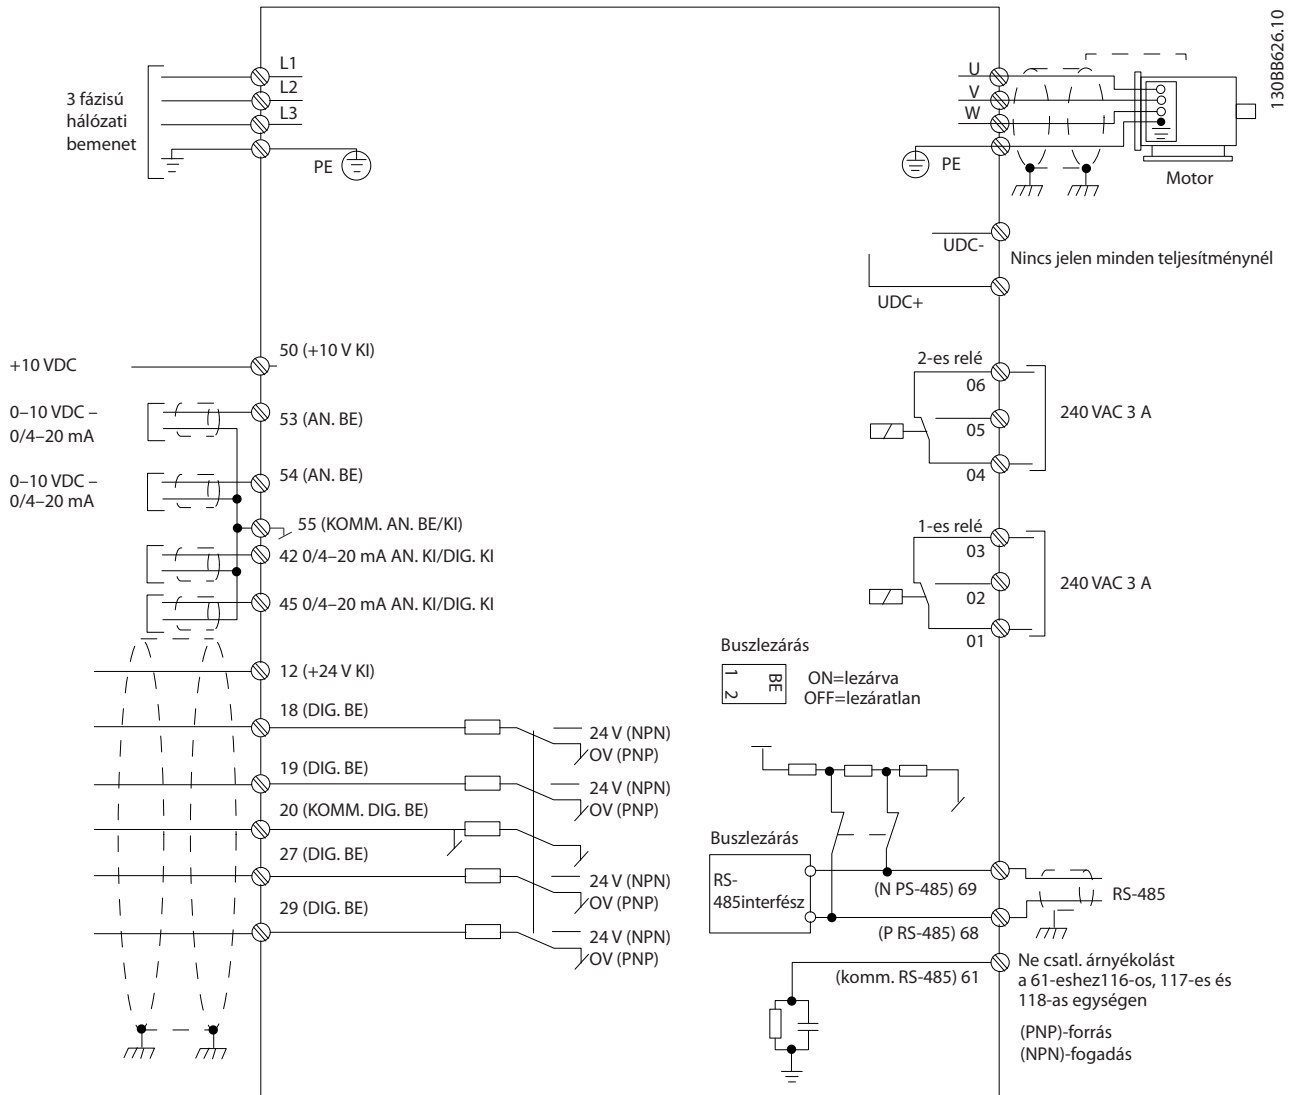 130BB626.10
3 fázisú
hálózati
bemenet
L1
L2
L3
PE
U
V
W
PE
Motor
UDC-
Nincs jelen minden teljesítménynél
UDC+
+10 VDC
50 (+10 V KI)
0–10 VDC –
0/4–20 mA
53 (AN. BE)
0–10 VDC –
0/4–20 mA
54 (AN. BE)
55 (KOMM. AN. BE/KI)
42 0/4–20 mA AN. KI/DIG. KI
45 0/4–20 mA AN. KI/DIG. KI
12 (+24 V KI)
18 (DIG. BE)
24 V (NPN)
OV (PNP)
19 (DIG. BE)
24 V (NPN)
OV (PNP)
20 (KOMM. DIG. BE)
27 (DIG. BE)
24 V (NPN)
OV (PNP)
29 (DIG. BE)
24 V (NPN)
OV (PNP)
2-es relé
06
05
04
240 VAC 3 A
1-es relé
03
02
01
240 VAC 3 A
Buszlezárás
1 2
BE
ON=lezárva
OFF=lezáratlan
Buszlezárás
RS-
485interfész
(N PS-485) 69
RS-485
(P RS-485) 68
(komm. RS-485) 61
Ne csatl. árnyékolást
a 61-eshez116-os, 117-es és
118-as egységen
(PNP)-forrás
(NPN)-fogadás